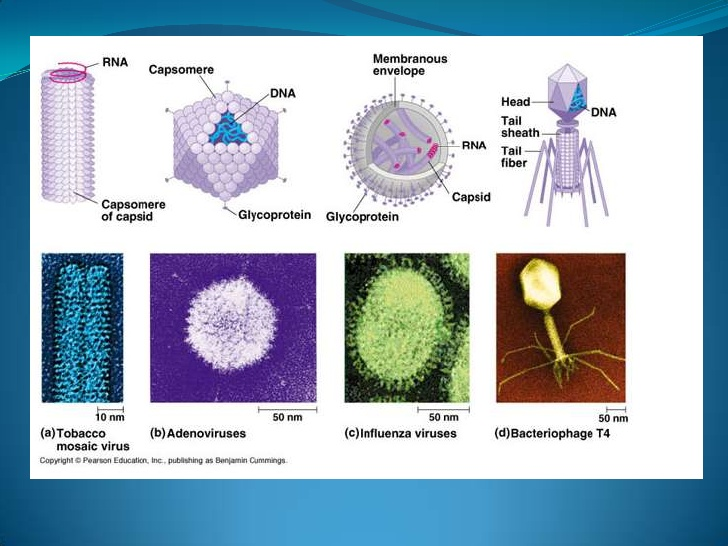 RNA
Capsomere
of capsid
Capsomere
DNA
Glycoprotein
Membranous
envelope
RNA
Capsid
Glycoprotein
Head
DNA
Tail
sheath
Tail
fiber
10 nm
50 nm
50 nm
50 nm
(a) Tobacco
mosaic virus
(b) Adenoviruses
(c) Influenza viruses
(d) Bacteriophage T4
Copyright © Pearson Education, Inc., publishing as Benjamin Cummings.